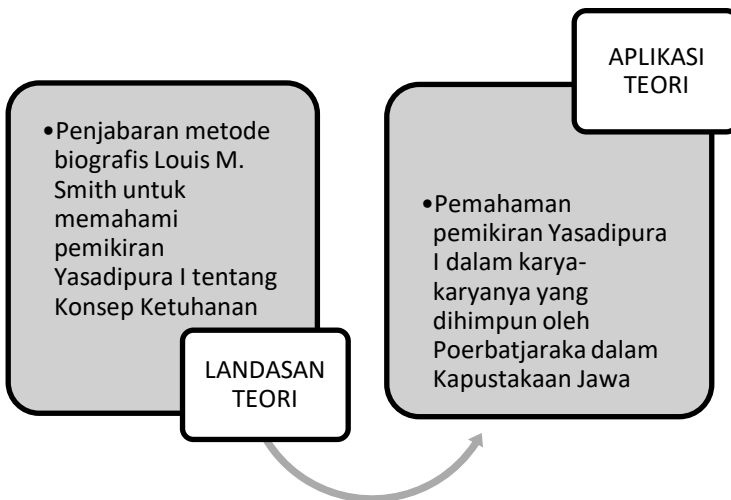 •Penjabaran metode
biografis Louis M.
Smith untuk
memahami
pemikiran
Yasadipura I tentang
Konsep Ketuhanan
LANDASAN
TEORI
APLIKASI
TEORI
•Pemahaman
pemikiran Yasadipura
I dalam karya-
karyanya yang
dihimpun oleh
Poerbatjaraka dalam
Kapustakaan Jawa